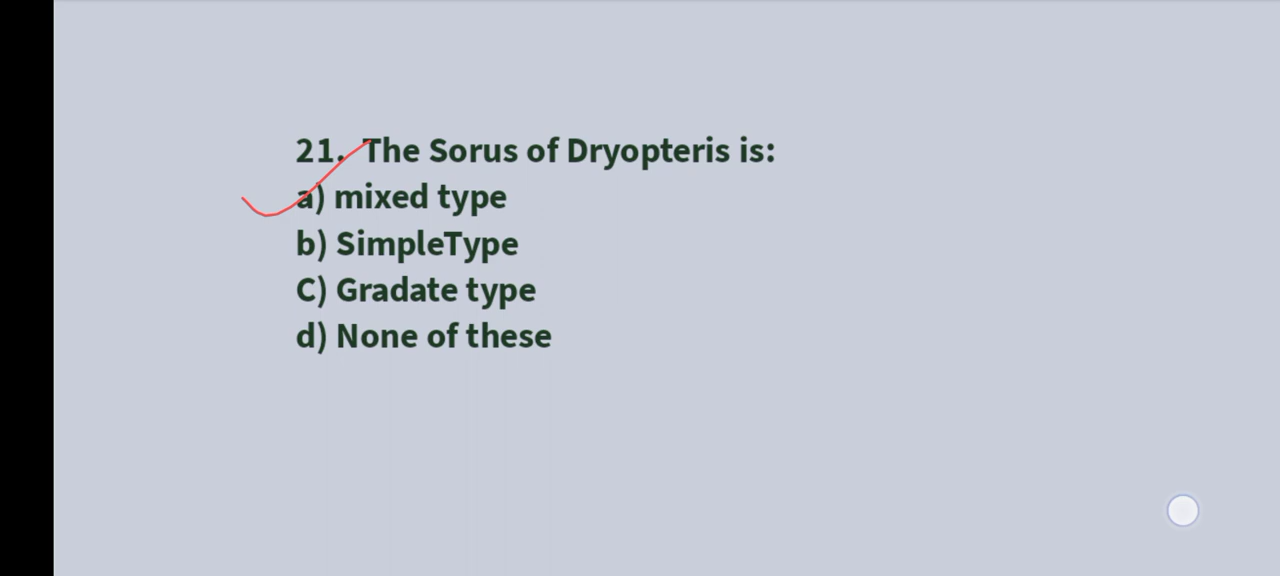 21. The Sorus of Dryopteris is:
a) mixed type
b) SimpleType
C) Gradate type
d) None of these